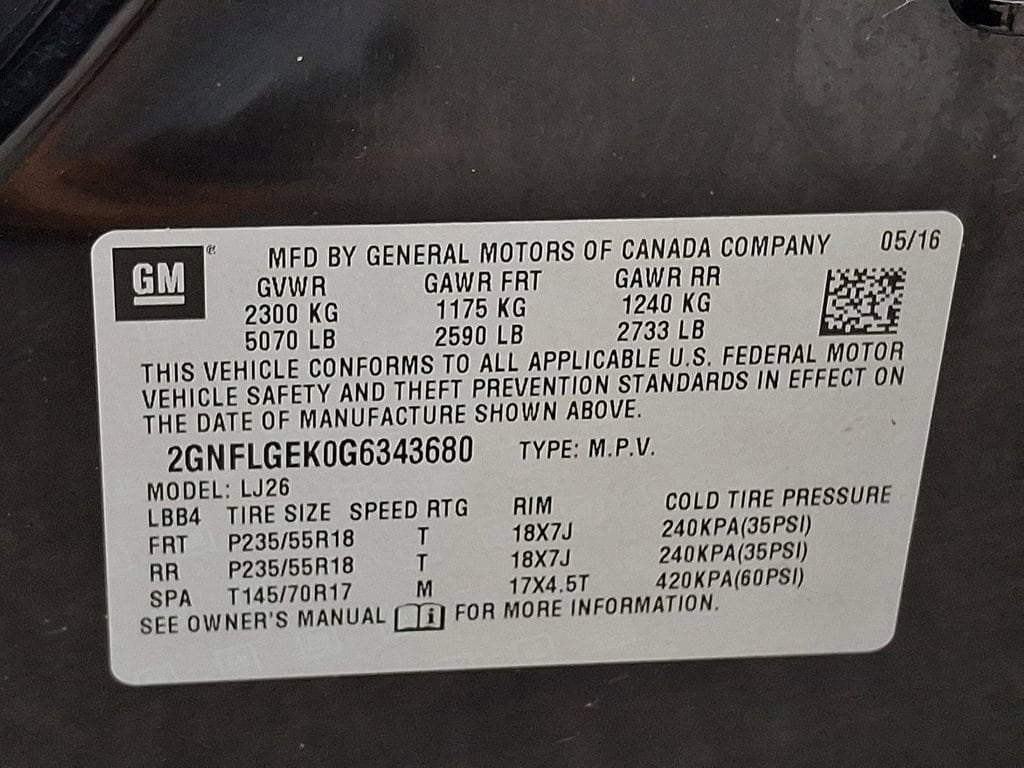 GM ®
MFD BY GENERAL MOTORS OF CANADA COMPANY 05/16
GVWR GAWR FRT GAWR RR
2300 KG 1175 KG 1240 KG
5070 LB 2590 LB 2733 LB
THIS VEHICLE CONFORMS TO ALL APPLICABLE U.S. FEDERAL MOTOR
VEHICLE SAFETY AND THEFT PREVENTION STANDARDS IN EFFECT ON
THE DATE OF MANUFACTURE SHOWN ABOVE.
2GNFLGEK0G6343680 TYPE: M.P.V.
MODEL: LJ26
LBB4 TIRE SIZE SPEED RTG RIM COLD TIRE PRESSURE
FRT P235/55R18 T 18X7J 240KPA(35PSI)
RR P235/55R18 T 18X7J 240KPA(35PSI)
SPA T145/70R17 M 17X4.5T 420KPA(60PSI)
SEE OWNER'S MANUAL i FOR MORE INFORMATION.